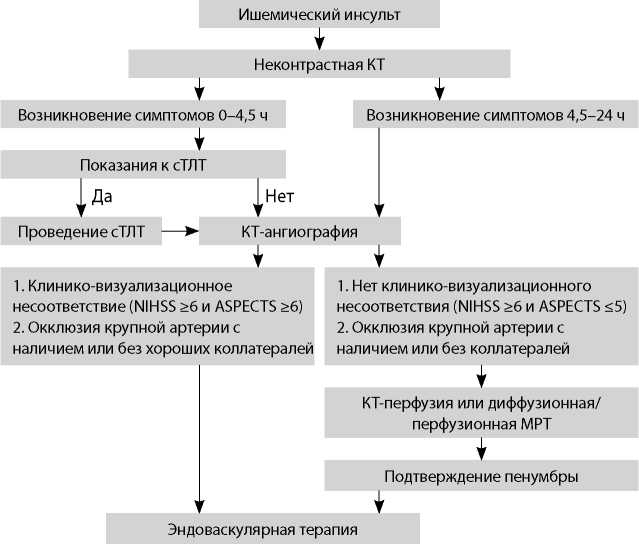 Ишемический инсульт
Неконтрастная КТ
Возникновение симптомов 0–4,5 ч
Возникновение симптомов 4,5–24 ч
Показания к сТЛТ
Да
Нет
Проведение сТЛТ
КТ-ангиография
1. Клинико-визуализационное
несоответствие (NIHSS ≥6 и ASPECTS ≥6)
2. Окклюзия крупной артерии с
наличием или без хороших коллатералей
1. Нет клинико-визуализационного
несоответствия (NIHSS ≥6 и ASPECTS ≤5)
2. Окклюзия крупной артерии с
наличием или без коллатералей
КТ-перфузия или диффузионная/
перфузионная МРТ
Подтверждение пенумбры
Эндоваскулярная терапия